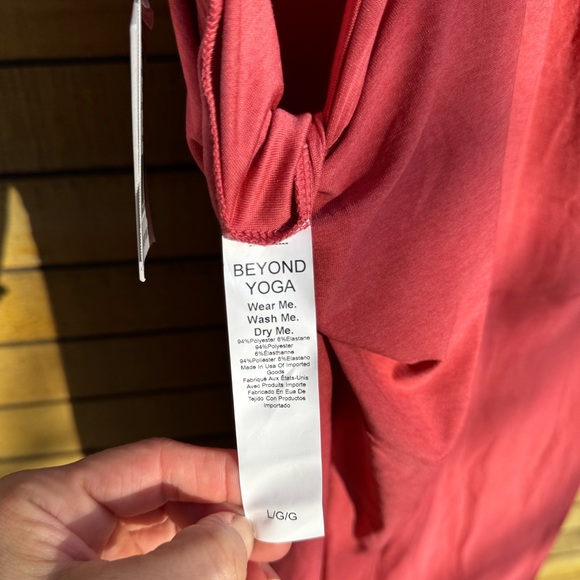 BEYOND
YOGA
Wear Me.
Wash Me.
Dry Me.
94%Polyester 6%Elastane
94%Polyester
6%Élasthanne
94%Poliéster 6%Elastano
Made In Usa Of Imported
Goods
Fabriqué Aux États-Unis
Avec Produits Importe
Fabricado En Eua De
Tejido Con Productos
Importado
L/G/G